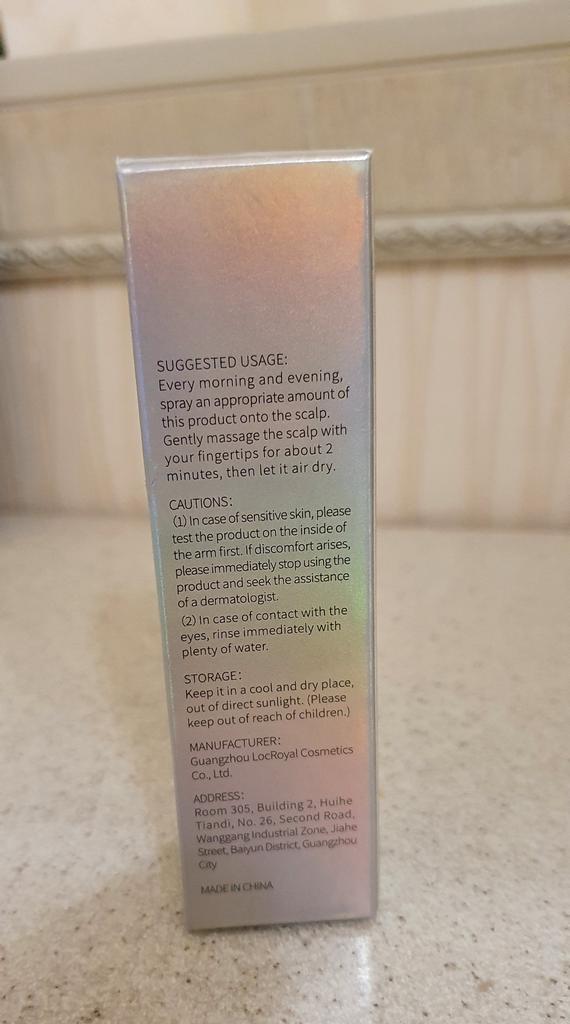 SUGGESTED USAGE:
Every morning and evening,
spray an appropriate amount of
this product onto the scalp.
Gently massage the scalp with
your fingertips for about 2
minutes, then let it air dry.
CAUTIONS:
(1) In case of sensitive skin, please
test the product on the inside of
the arm first. If discomfort arises,
please immediately stop using the
product and seek the assistance
of a dermatologist.
(2) In case of contact with the
eyes, rinse immediately with
plenty of water.
STORAGE:
Keep it in a cool and dry place,
out of direct sunlight. (Please
keep out of reach of children.)
MANUFACTURER:
Guangzhou LocRoyal Cosmetics
Co., Ltd.
ADDRESS:
Room 305, Building 2, Huihe
Tiandi, No. 26, Second Road,
Wanggang Industrial Zone, Jiahe
Street, Baiyun District, Guangzhou
City
MADE IN CHINA